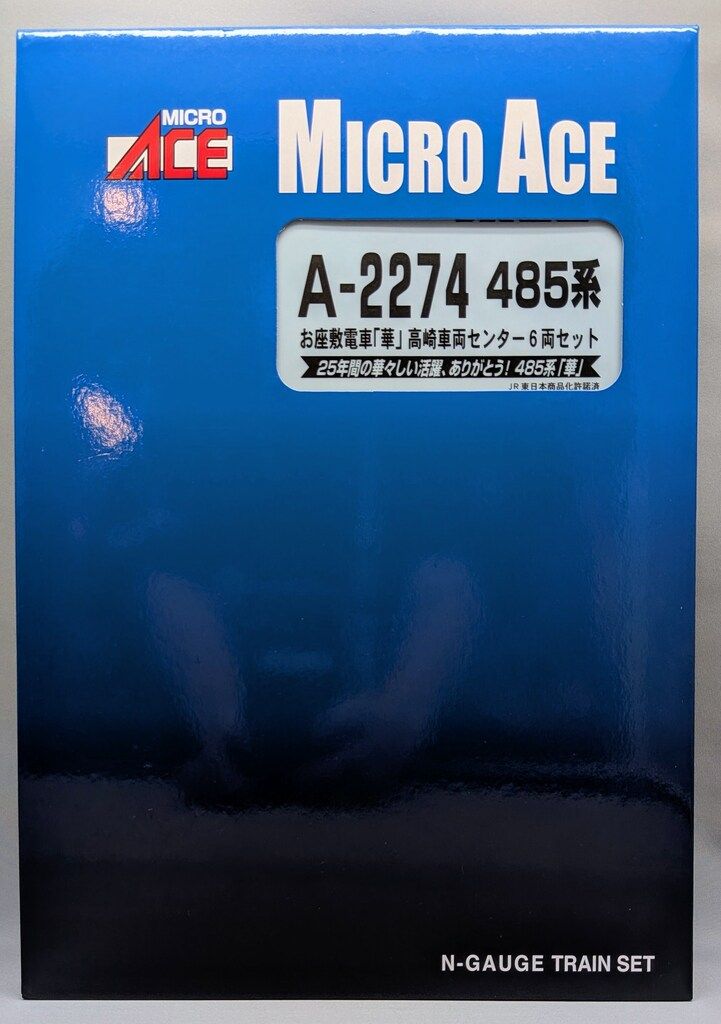 MICRO
ACE
MICRO ACE
A-2274 485系
お座敷電車「華」高崎車両センター6両セット
25年間の華々しい活躍、ありがとう! 485系「華」
JR東日本商品化許諾済
N-GAUGE TRAIN SET